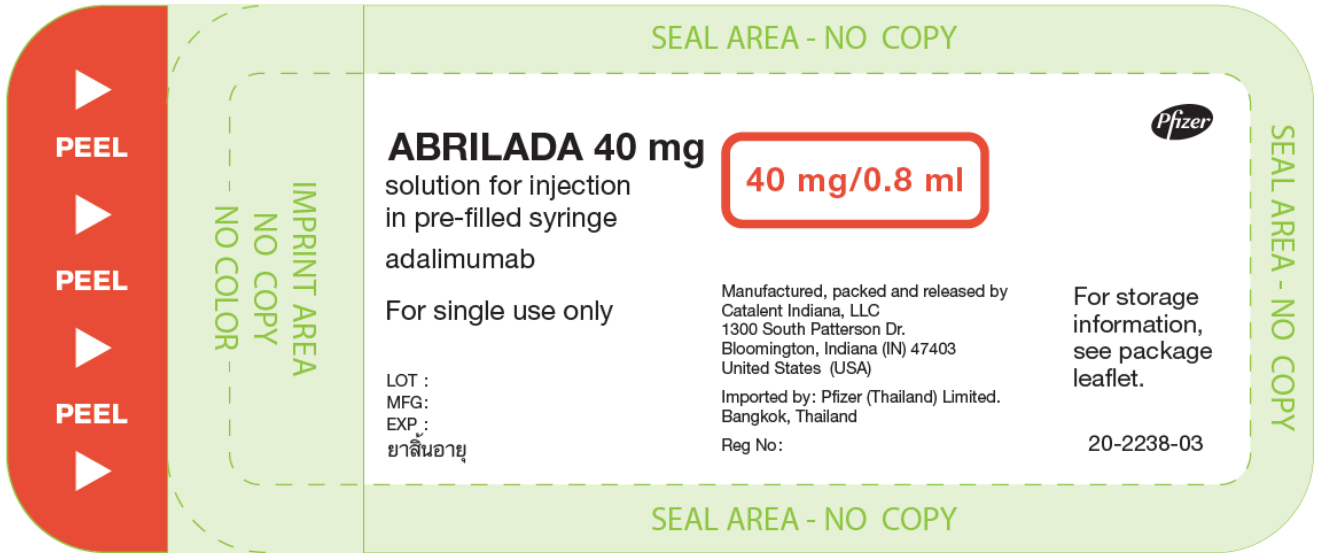 SEAL AREA - NO COPY
PEEL
PEEL
PEEL
IMPRINT AREA
NO COPY
NO COLOR
ABRILADA 40 mg
solution for injection
in pre-filled syringe
adalimumab
For single use only
LOT :
MFG:
EXP :
ยาสิ้นอายุ
40 mg/0.8 ml
Manufactured, packed and released by
Catalent Indiana, LLC
1300 South Patterson Dr.
Bloomington, Indiana (IN) 47403
United States (USA)
Imported by: Pfizer (Thailand) Limited.
Bangkok, Thailand
Reg No:
Pfizer
For storage
information,
see package
leaflet.
20-2238-03
SEAL AREA - NO COPY
SEAL AREA - NO COPY